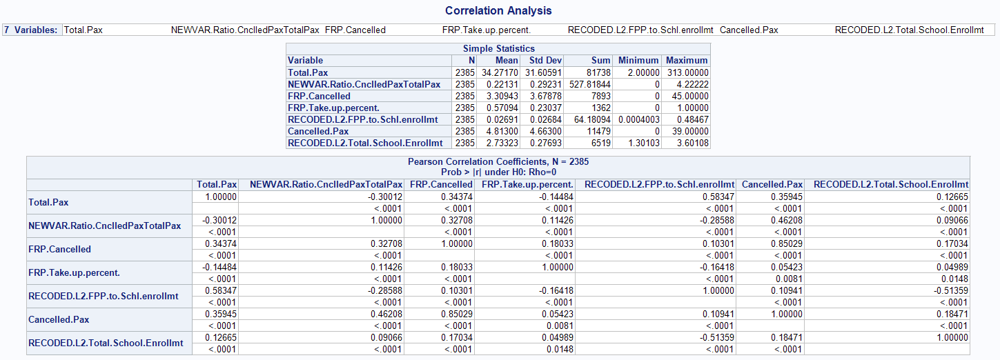 Correlation Analysis
7 Variables: Total.Pax NEWVAR.Ratio.CnclledPaxTotalPax FRP.Cancelled FRP.Take.up.percent. RECODED.L2.FPP.to.Schl.enrollmt Cancelled.Pax RECODED.L2.Total.School.Enrollmt
Simple Statistics
Variable N Mean Std Dev Sum Minimum Maximum
Total.Pax 2385 34.27170 31.60591 81738 2.00000 313.00000
NEWVAR.Ratio.CnclledPaxTotalPax 2385 0.22131 0.29231 527.81844 0 4.22222
FRP.Cancelled 2385 3.30943 3.67878 7893 0 45.00000
FRP.Take.up.percent. 2385 0.57094 0.23037 1362 0 1.00000
RECODED.L2.FPP.to.Schl.enrollmt 2385 0.02691 0.02684 64.18094 0.0004003 0.48467
Cancelled.Pax 2385 4.81300 4.66300 11479 0 39.00000
RECODED.L2.Total.School.Enrollmt 2385 2.73323 0.27693 6519 1.30103 3.60108
Pearson Correlation Coefficients, N = 2385
Prob > |r| under H0: Rho=0
Total.Pax NEWVAR.Ratio.CnclledPaxTotalPax FRP.Cancelled FRP.Take.up.percent. RECODED.L2.FPP.to.Schl.enrollmt Cancelled.Pax RECODED.L2.Total.School.Enrollmt
Total.Pax 1.00000 -0.30012 0.34374 -0.14484 0.58347 0.35945 0.12665
<.0001 <.0001 <.0001 <.0001 <.0001 <.0001
NEWVAR.Ratio.CnclledPaxTotalPax -0.30012 1.00000 0.32708 0.11426 -0.28588 0.46208 0.09066
<.0001 <.0001 <.0001 <.0001 <.0001 <.0001
FRP.Cancelled 0.34374 0.32708 1.00000 0.18033 0.10301 0.85029 0.17034
<.0001 <.0001 <.0001 <.0001 <.0001 <.0001
FRP.Take.up.percent. -0.14484 0.11426 0.18033 1.00000 -0.16418 0.05423 0.04989
<.0001 <.0001 <.0001 <.0001 0.0081 0.0148
RECODED.L2.FPP.to.Schl.enrollmt 0.58347 -0.28588 0.10301 -0.16418 1.00000 0.10941 -0.51359
<.0001 <.0001 <.0001 <.0001 <.0001 <.0001
Cancelled.Pax 0.35945 0.46208 0.85029 0.05423 0.10941 1.00000 0.18471
<.0001 <.0001 <.0001 0.0081 <.0001 <.0001
RECODED.L2.Total.School.Enrollmt 0.12665 0.09066 0.17034 0.04989 -0.51359 0.18471 1.00000
<.0001 <.0001 <.0001 0.0148 <.0001 <.0001